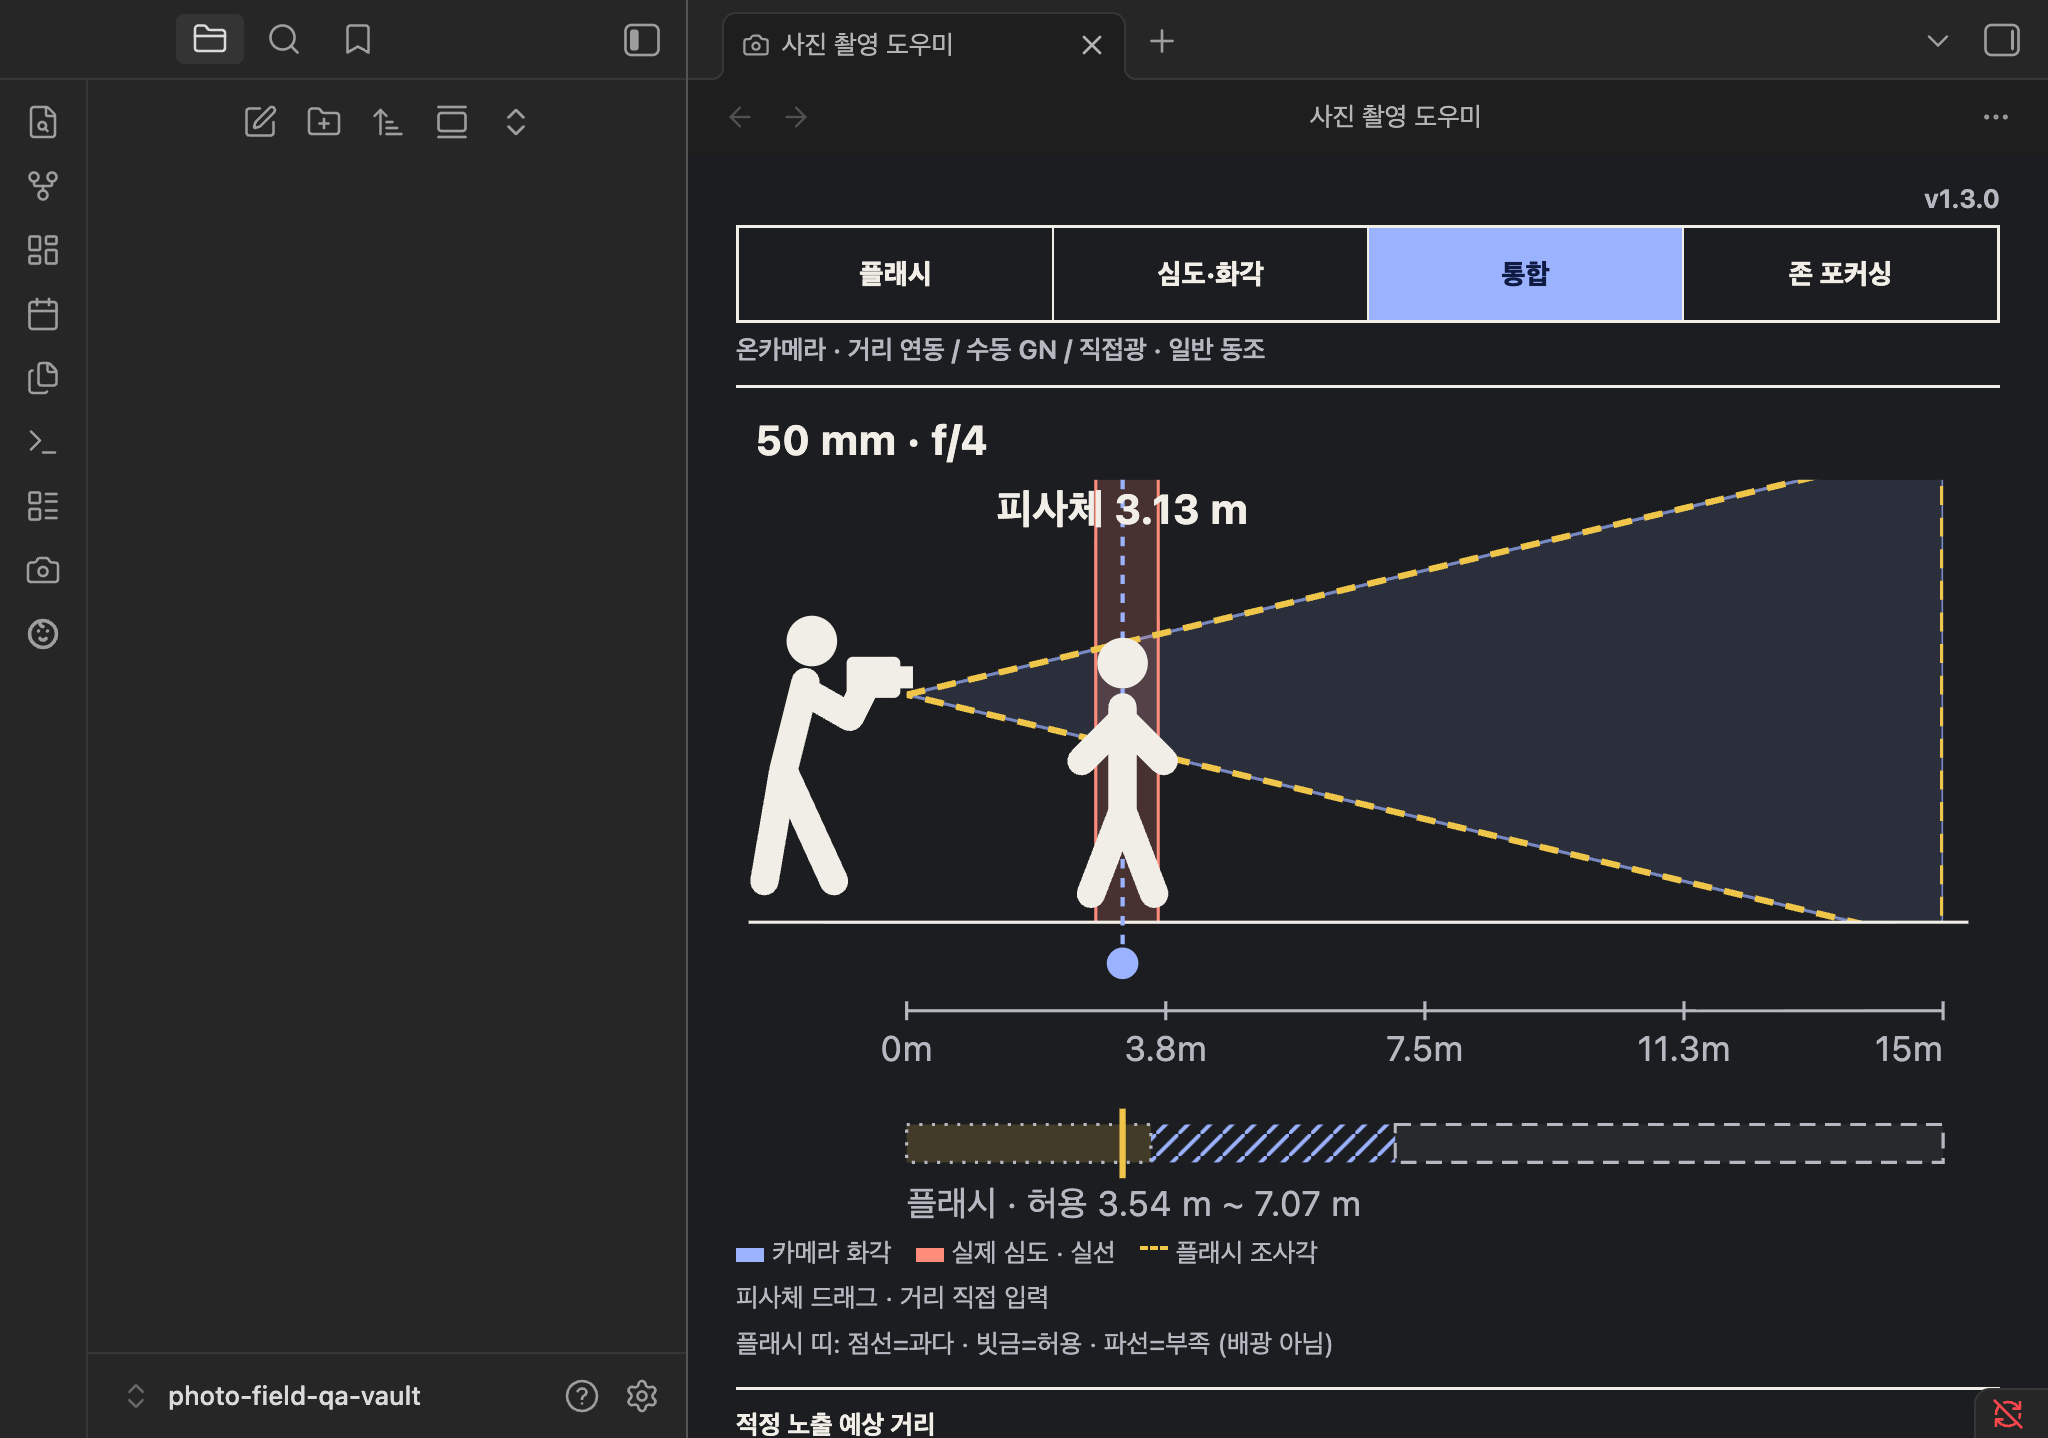 사진 촬영 도우미
사진 촬영 도우미
v1.3.0
플래시
심도·화각
통합
존 포커싱
온카메라 · 거리 연동 / 수동 GN / 직접광 · 일반 동조
50 mm · f/4
피사체 3.13 m
0m
3.8m
7.5m
11.3m
15m
플래시 · 허용 3.54 m ~ 7.07 m
카메라 화각
실제 심도 · 실선
플래시 조사각
피사체 드래그 · 거리 직접 입력
플래시 띠: 점선=과다 · 빗금=허용 · 파선=부족 (배광 아님)
적정 노출 예상 거리
photo-field-qa-vault